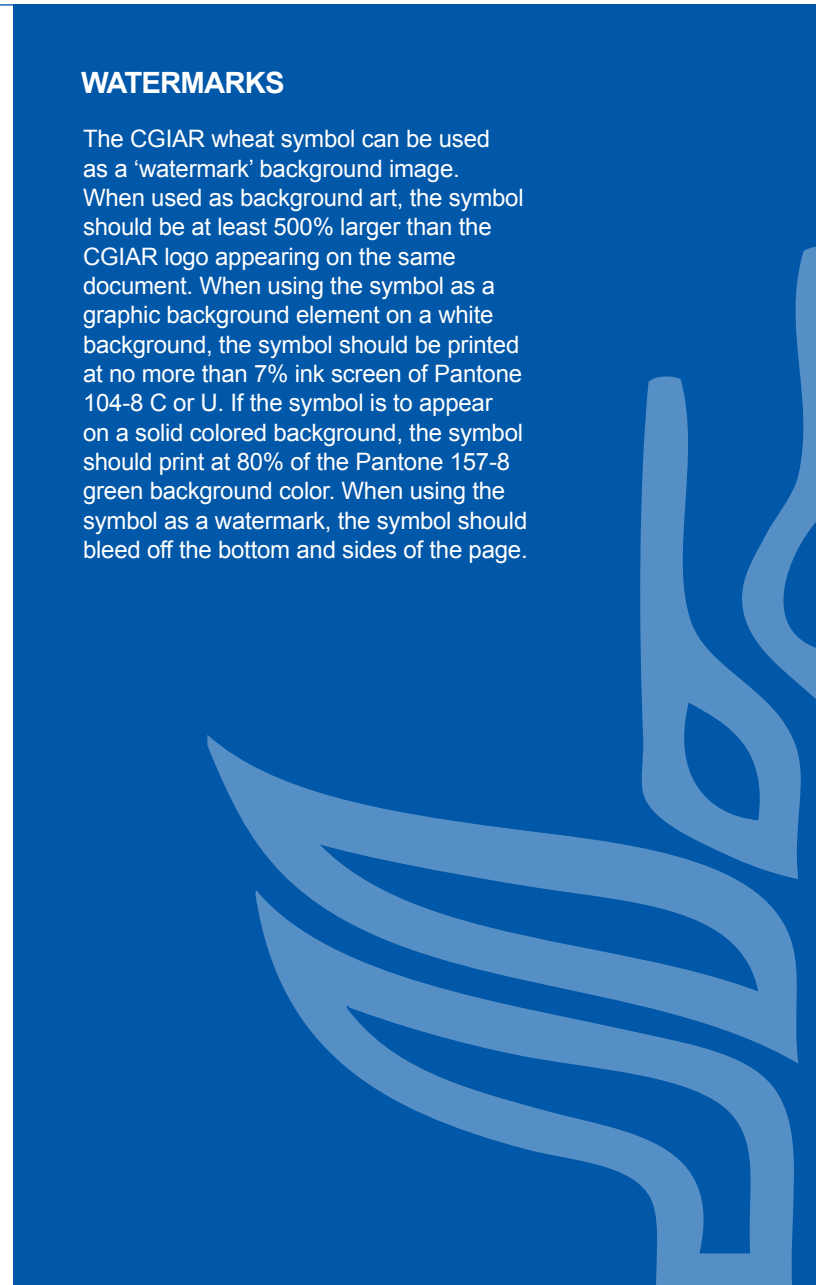 WATERMARKS
The CGIAR wheat symbol can be used
as a ‘watermark’ background image.
When used as background art, the symbol
should be at least 500% larger than the
CGIAR logo appearing on the same
document. When using the symbol as a
graphic background element on a white
background, the symbol should be printed
at no more than 7% ink screen of Pantone
104-8 C or U. If the symbol is to appear
on a solid colored background, the symbol
should print at 80% of the Pantone 157-8
green background color. When using the
symbol as a watermark, the symbol should
bleed off the bottom and sides of the page.